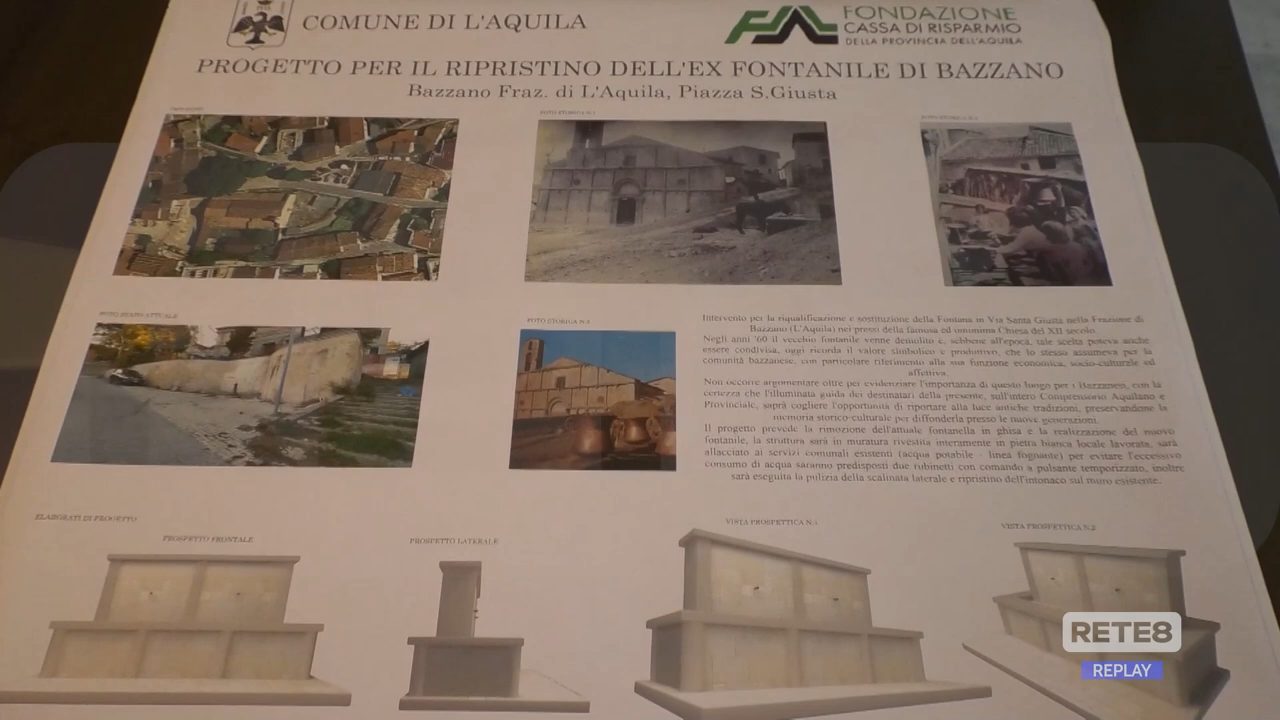 COMUNE DI L'AQUILA
FONDAZIONE
CASSA DI RISPARMIO
DELLA PROVINCIA DELL'AQUILA
PROGETTO PER IL RIPRISTINO DELL'EX FONTANILE DI BAZZANO
Bazzano Fraz. di L'Aquila, Piazza S.Giusta
FOTO STORICA N.1
FOTO STORICA N.2
FOTO STATO ATTUALE
FOTO STORICA N.3
Intervento per la riqualificazione e sostituzione della Fontana in Via Santa Giusta nella Frazione di
Bazzano (L'Aquila) nei pressi della famosa ed omonima Chiesa del XII secolo.
Negli anni '60 il vecchio fontanile venne demolito e, sebbene all'epoca, tale scelta poteva anche
essere condivisa, oggi ricorda il valore simbolico e produttivo, che lo stesso assumeva per la
comunità bazzanese, con particolare riferimento alla sua funzione economica, socio-culturale ed
affettiva.
Non occorre argomentare oltre per evidenziare l'importanza di questo luogo per i Bazzanesi, con la
certezza che l'illuminata guida dei destinatari della presente, sull'intero Comprensorio Aquilano e
Provinciale, saprà cogliere l'opportunità di riportare alla luce antiche tradizioni, preservandone la
memoria storico-culturale per diffonderla presso le nuove generazioni.
Il progetto prevede la rimozione dell'attuale fontanella in ghisa e la realizzazione del nuovo
fontanile, la struttura sarà in muratura rivestita interamente in pietra bianca locale lavorata, sarà
allacciato ai servizi comunali esistenti (acqua potabile - linea fognante) per evitare l'eccessivo
consumo di acqua saranno predisposti due rubinetti con comando a pulsante temporizzato, inoltre
sarà eseguita la pulizia della scalinata laterale e ripristino dell'intonaco sul muro esistente.
ELABORATI DI PROGETTO
PROSPETTO FRONTALE
PROSPETTO LATERALE
VISTA PROSPETTICA N.1
VISTA PROSPETTICA N.2
RETE8
REPLAY